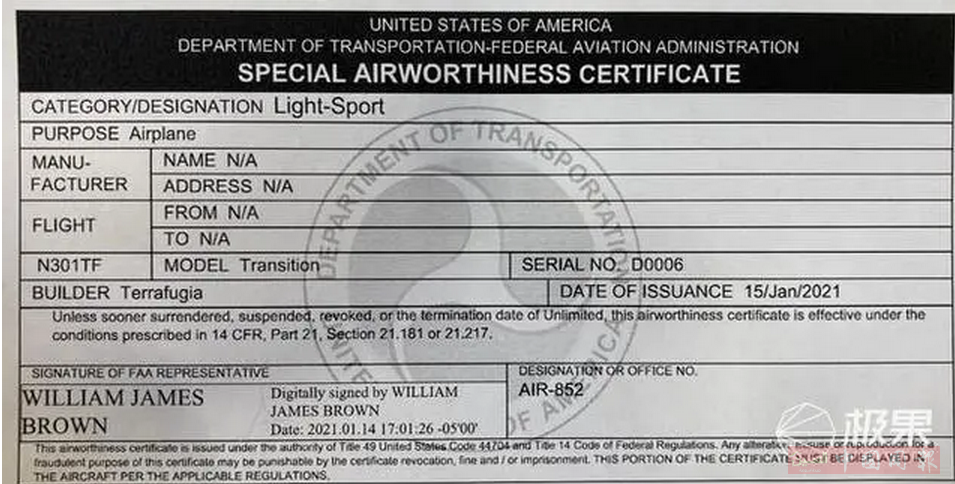 UNITED STATES OF AMERICA
DEPARTMENT OF TRANSPORTATION-FEDERAL AVIATION ADMINISTRATION
SPECIAL AIRWORTHINESS CERTIFICATE
CATEGORY/DESIGNATION Light-Sport
PURPOSE Airplane
MANU-
FACTURER
NAME N/A
ADDRESS N/A
FLIGHT
FROM N/A
TO N/A
N301TF MODEL Transition SERIAL NO. D0006
BUILDER Terrafugia DATE OF ISSUANCE 15/Jan/2021
Unless sooner surrendered, suspended, revoked, or the termination date of Unlimited, this airworthiness certificate is effective under the
conditions prescribed in 14 CFR, Part 21, Section 21.181 or 21.217.
SIGNATURE OF FAA REPRESENTATIVE
WILLIAM JAMES
BROWN
Digitally signed by WILLIAM
JAMES BROWN
Date: 2021.01.14 17:01:26 -05'00'
DESIGNATION OR OFFICE NO.
AIR-852
This airworthiness certificate is issued under the authority of Title 49 United States Code 44704 and Title 14 Code of Federal Regulations. Any alteration, misuse or reproduction for a
fraudulent purpose of this certificate may be punishable by the certificate revocation, fine and / or imprisonment. THIS PORTION OF THE CERTIFICATE MUST BE DISPLAYED IN
THE AIRCRAFT PER THE APPLICABLE REGULATIONS.
DEPARTMENT OF TRANSPORTATION
OF AMERICA
极果